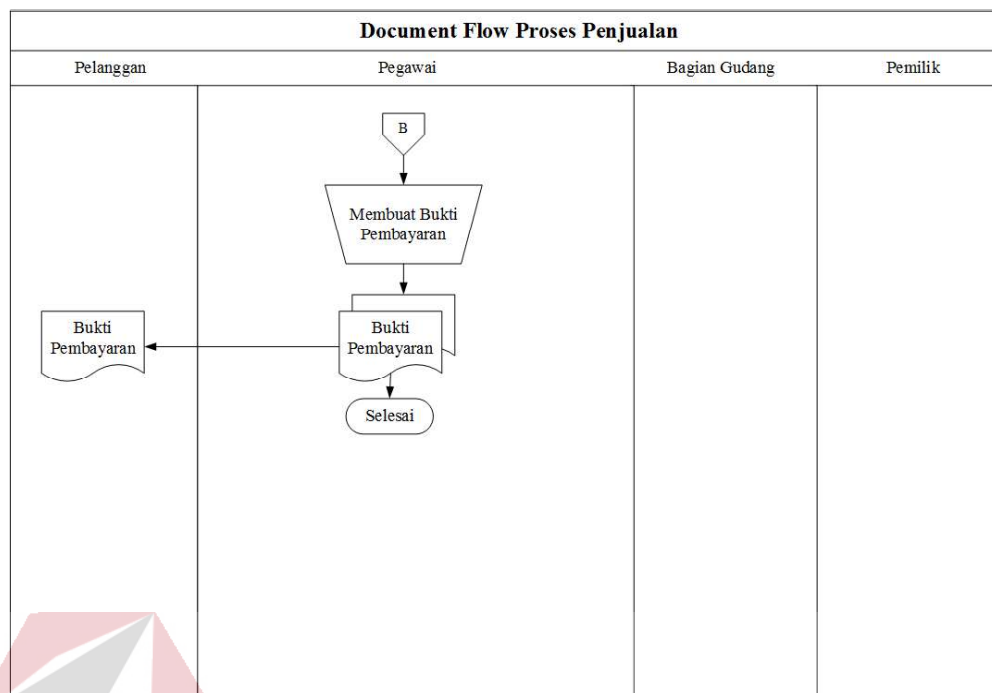 Document Flow Proses Penjualan
Pelanggan
Pegawai
Bagian Gudang
Pemilik
B
Membuat Bukti
Pembayaran
Bukti
Pembayaran
Bukti
Pembayaran
Selesai